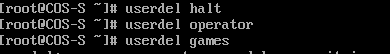 [root@COS-S ~]# userdel halt
[root@COS-S ~]# userdel operator
[root@COS-S ~]# userdel games